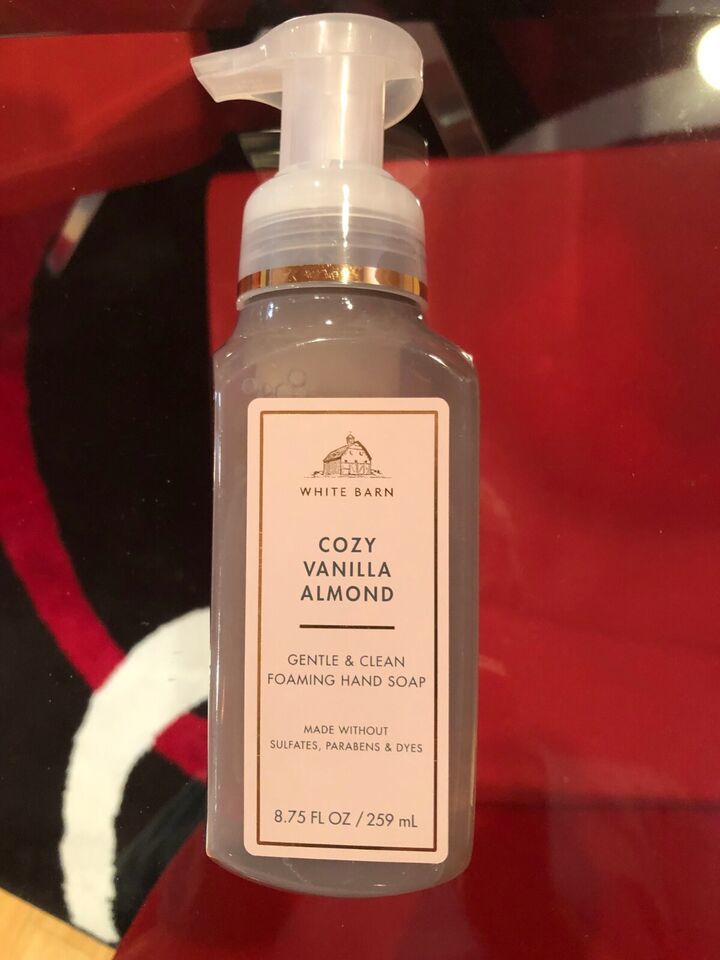 WHITE BARN
COZY
VANILLA
ALMOND
GENTLE & CLEAN
FOAMING HAND SOAP
MADE WITHOUT
SULFATES, PARABENS & DYES
8.75 FL OZ / 259 mL